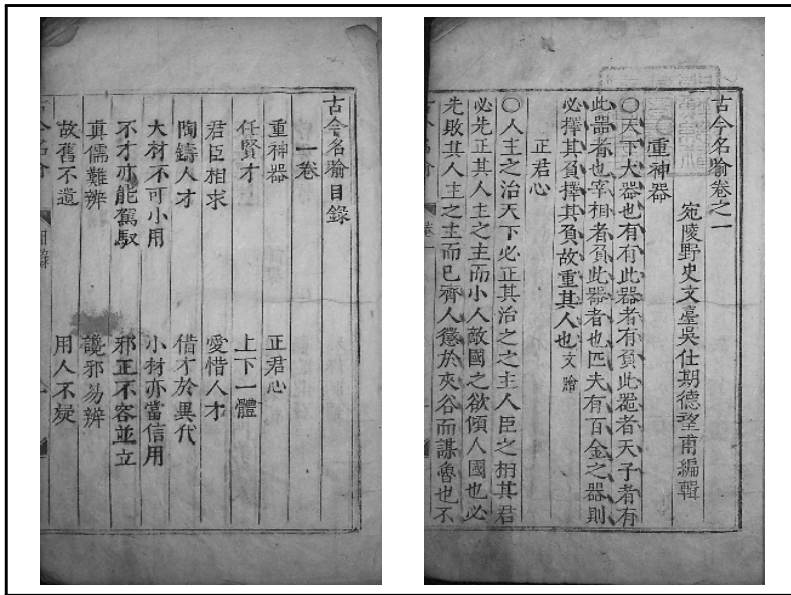 古今名喻目錄
一卷
重神器 正君心
任賢才 上下一體
君臣相求 愛惜人才
陶鑄人才 借才於異代
大材不可小用 小材亦當信用
不才亦能駕馭 邪正不容並立
真儒難辨 讒邪易辨
故舊不遺 用人不疑
古今名喻卷之一
宛陵野史文臺吳仕期德望甫編輯
重神器
〇天下大器也有有此器者有負此器者天子者有
此器者也宰相者負此器者也匹夫有百金之器則
必擇其負擇其負故重其人也 文膾
正君心
〇人主之治天下必正其治之之主人臣之相其君
必先正其人主之主而小人敵國之欲傾人國也必
先敗其人主之主而已齊人懲於夾谷而謀魯也不